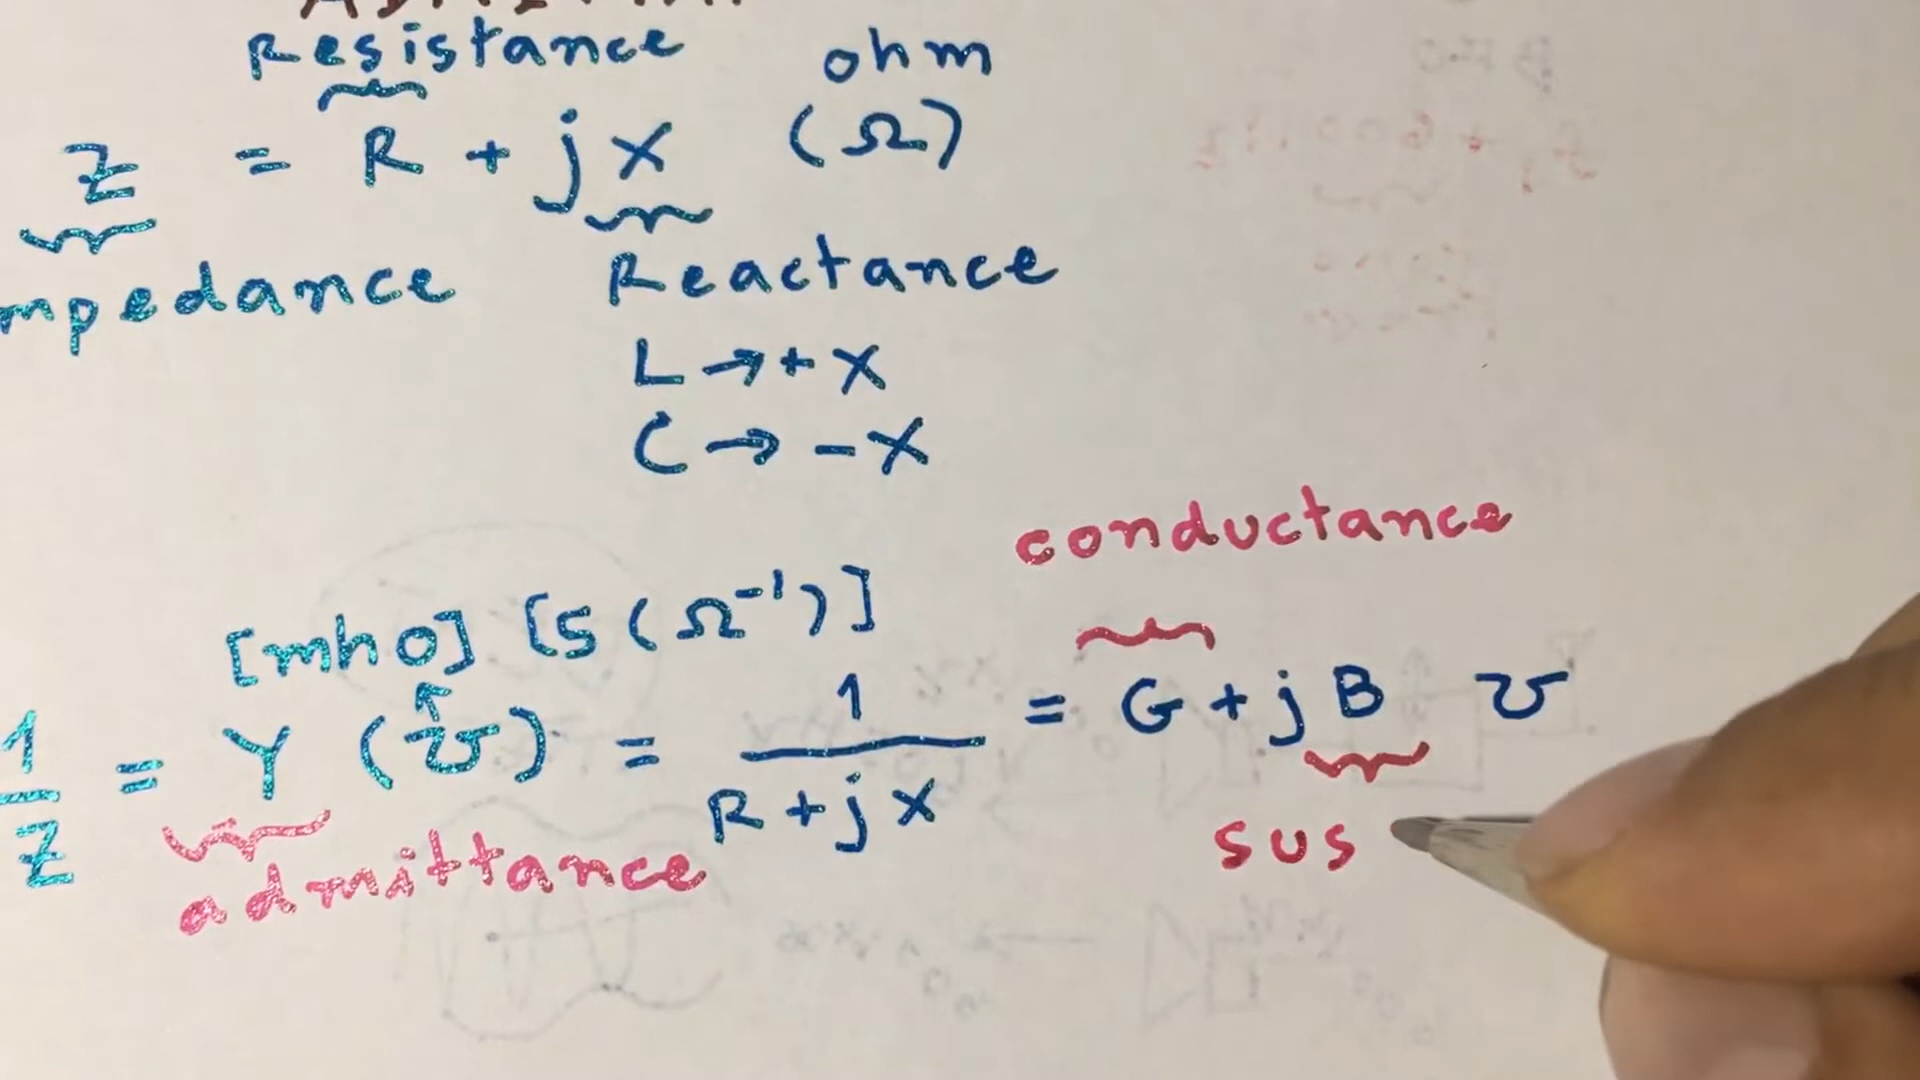 Resistance ohm
Z = R + jX (Ω)
mpedance Reactance
L → + X
C → - X
conductance
[mho] [S (Ω⁻¹)]
1/Z = Y (℧) = 1/(R + jX) = G + jB ℧
admittance sus